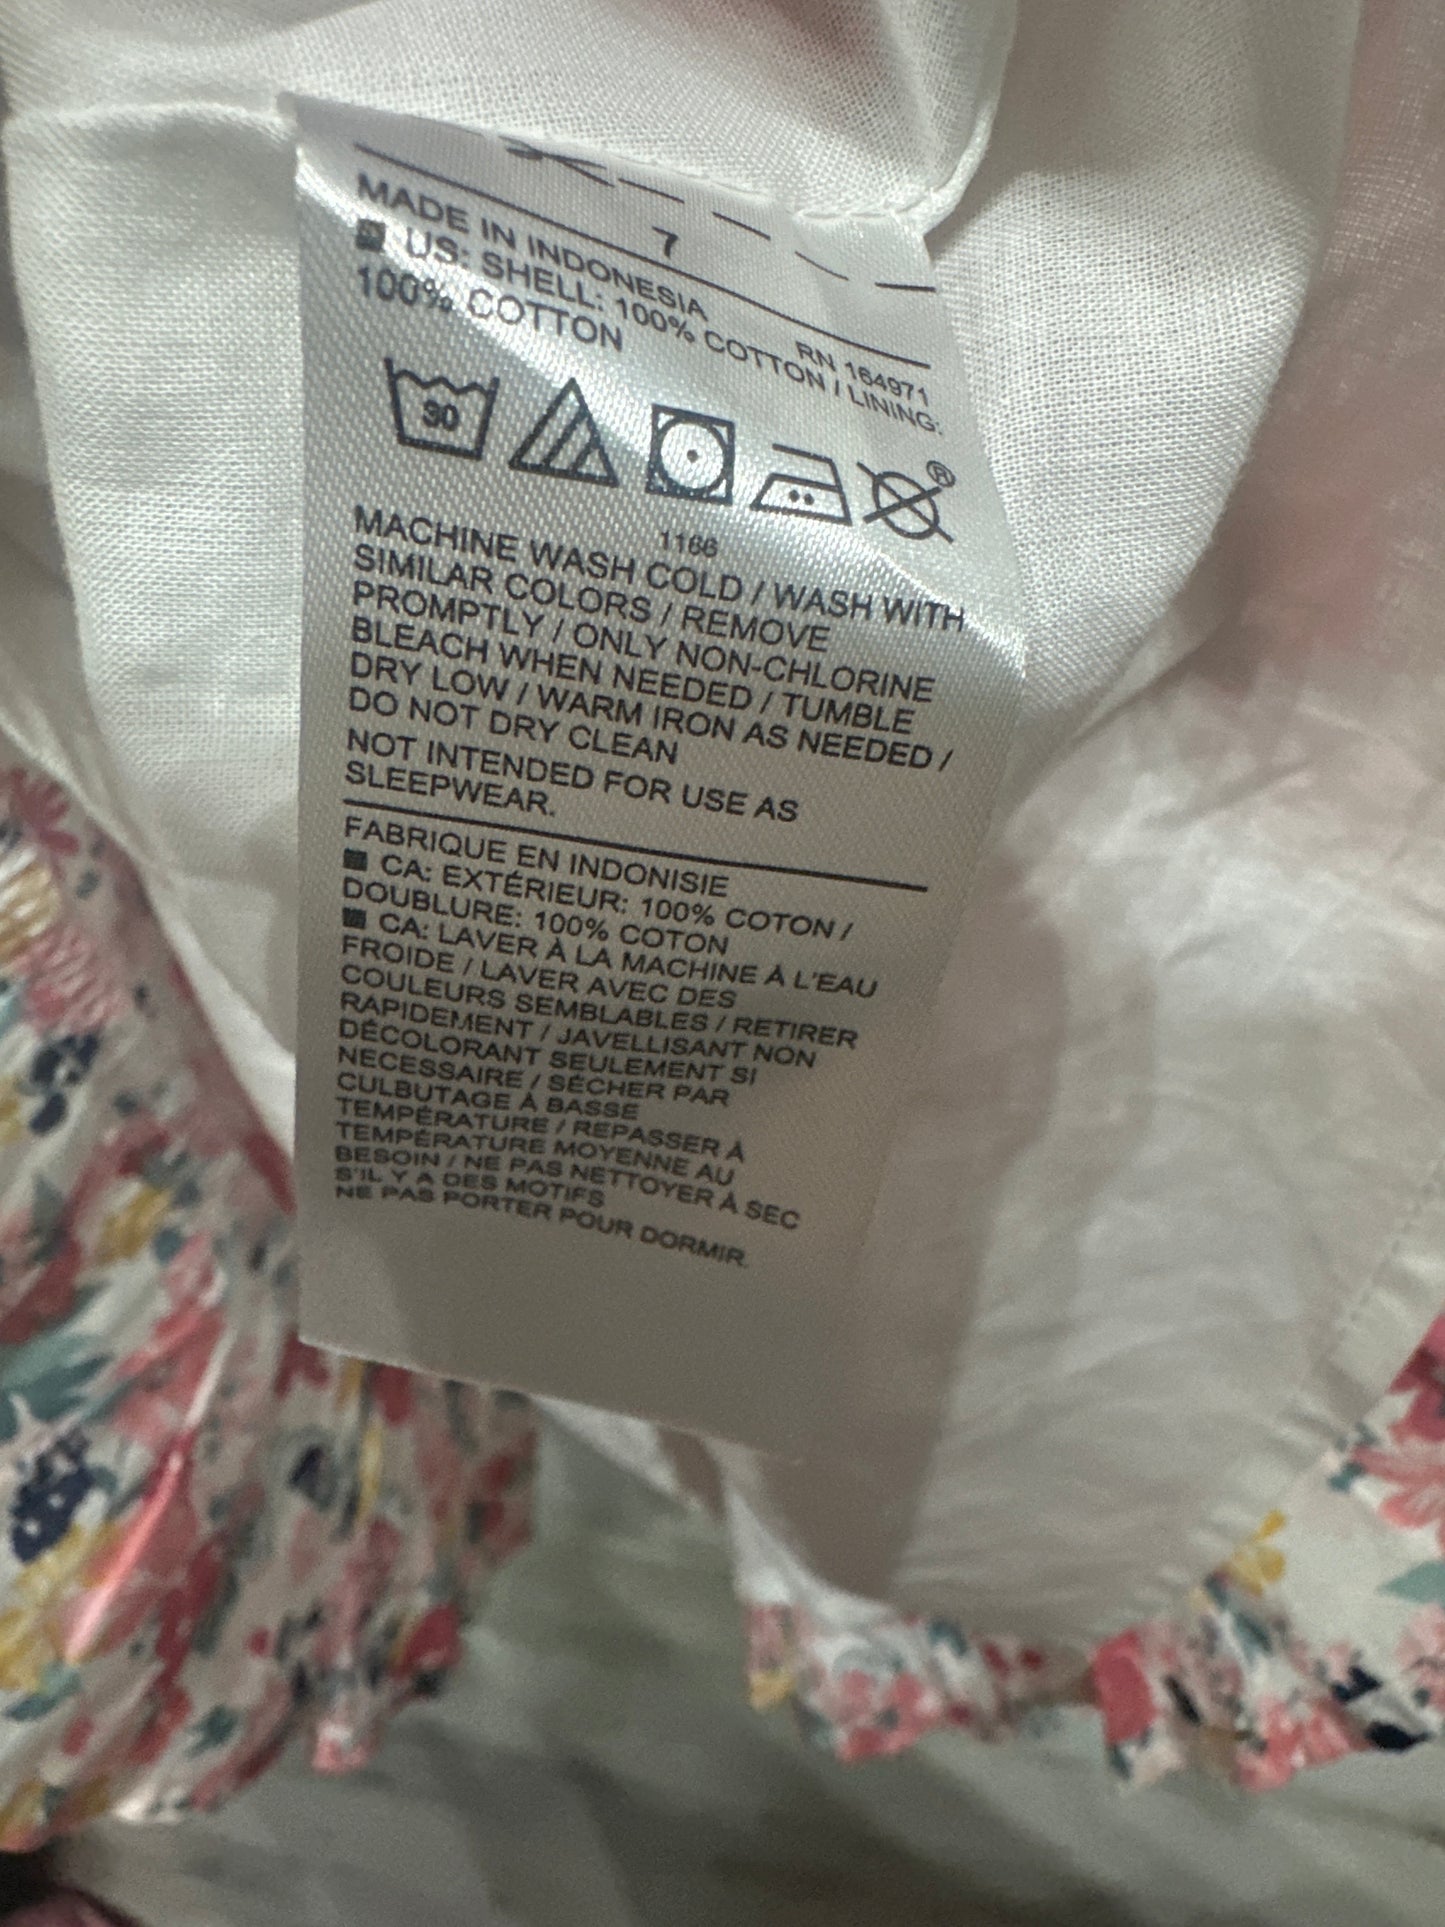 7
MADE IN INDONESIA
RN 164971
US: SHELL: 100% COTTON / LINING:
100% COTTON
30
®
1166
MACHINE WASH COLD / WASH WITH
SIMILAR COLORS / REMOVE
PROMPTLY / ONLY NON-CHLORINE
BLEACH WHEN NEEDED / TUMBLE
DRY LOW / WARM IRON AS NEEDED /
DO NOT DRY CLEAN
NOT INTENDED FOR USE AS
SLEEPWEAR.
FABRIQUE EN INDONISIE
CA: EXTÉRIEUR: 100% COTON /
DOUBLURE: 100% COTON
CA: LAVER À LA MACHINE À L'EAU
FROIDE / LAVER AVEC DES
COULEURS SEMBLABLES / RETIRER
RAPIDEMENT / JAVELLISANT NON
DÉCOLORANT SEULEMENT SI
NECESSAIRE / SÉCHER PAR
CULBUTAGE À BASSE
TEMPÉRATURE / REPASSER À
TEMPÉRATURE MOYENNE AU
BESOIN / NE PAS NETTOYER À SEC
S'IL Y A DES MOTIFS
NE PAS PORTER POUR DORMIR.